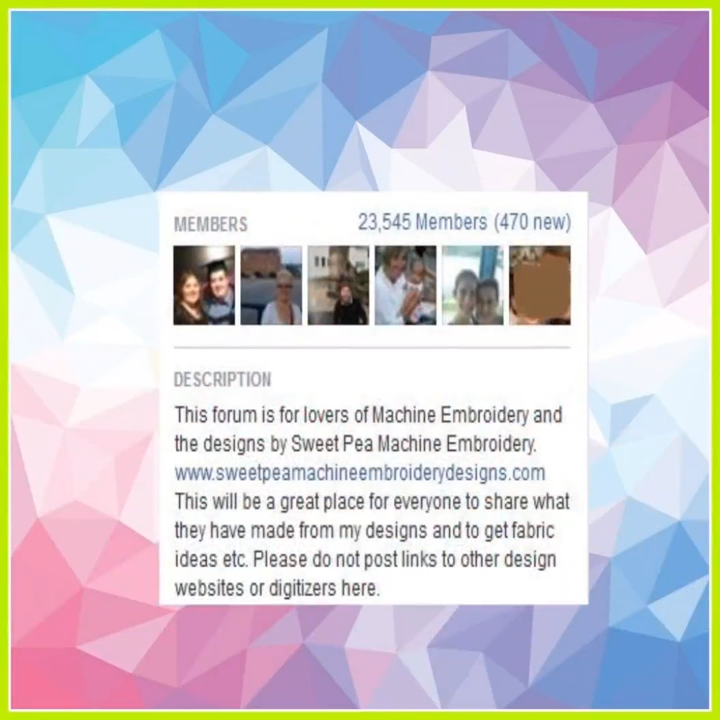 MEMBERS 23,545 Members (470 new)
DESCRIPTION
This forum is for lovers of Machine Embroidery and
the designs by Sweet Pea Machine Embroidery.
www.sweetpeamachineembroiderydesigns.com
This will be a great place for everyone to share what
they have made from my designs and to get fabric
ideas etc. Please do not post links to other design
websites or digitizers here.